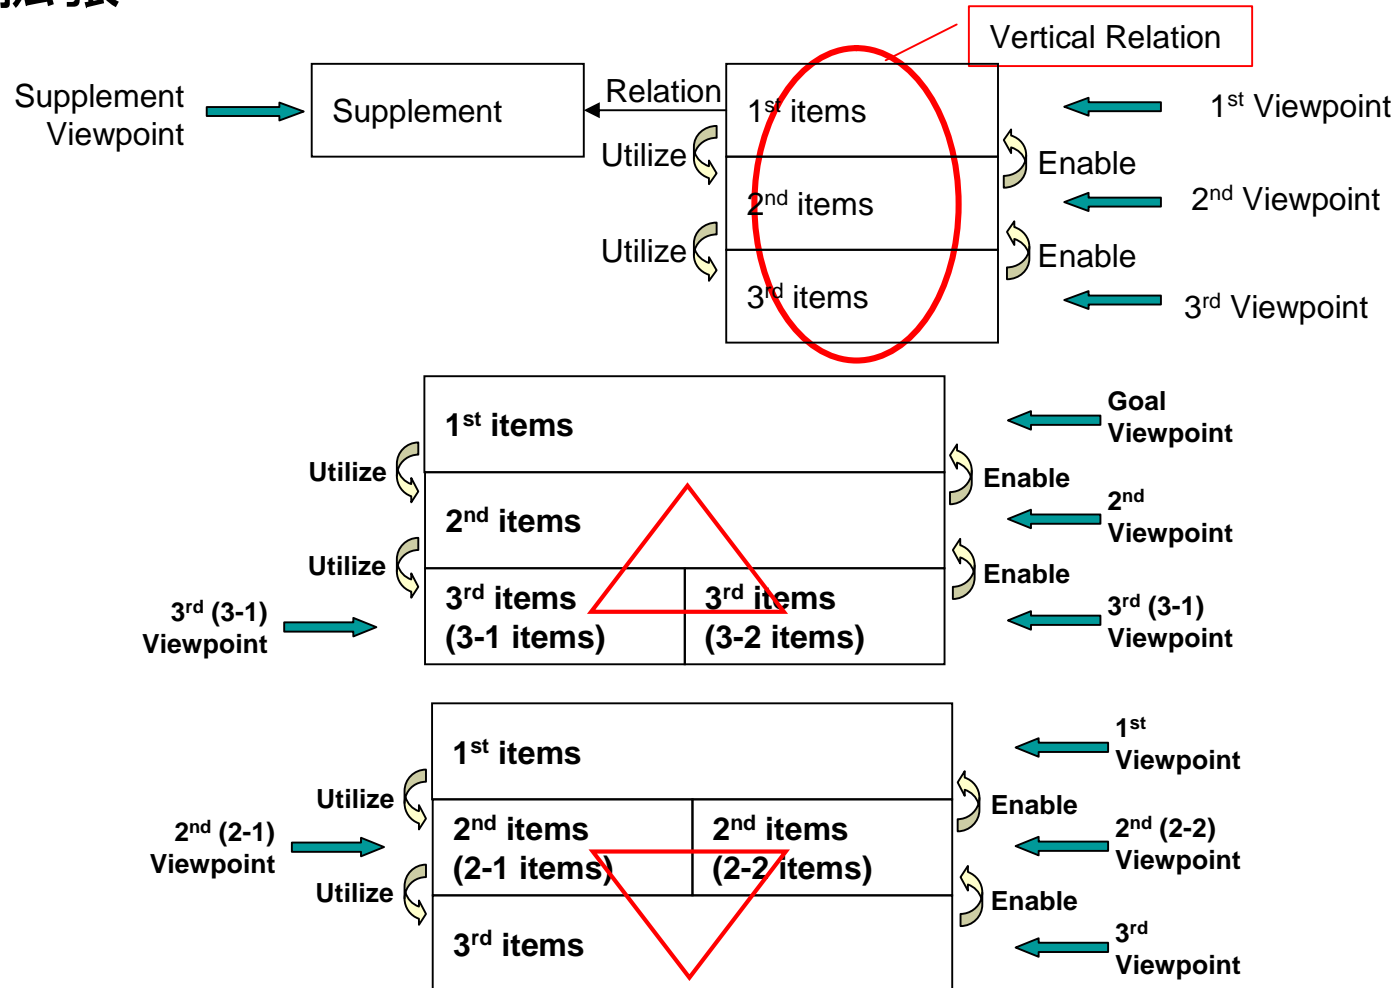 拡張
Vertical Relation
Supplement
Viewpoint
Supplement
Relation
1st items
1st Viewpoint
Utilize
Enable
2nd items
2nd Viewpoint
Utilize
Enable
3rd items
3rd Viewpoint
1st items
Goal
Viewpoint
Utilize
Enable
2nd items
2nd
Viewpoint
Utilize
Enable
3rd (3-1)
Viewpoint
3rd items
(3-1 items)
3rd items
(3-2 items)
3rd (3-1)
Viewpoint
1st items
1st
Viewpoint
Utilize
Enable
2nd (2-1)
Viewpoint
2nd items
(2-1 items)
2nd items
(2-2 items)
2nd (2-2)
Viewpoint
Utilize
Enable
3rd items
3rd
Viewpoint